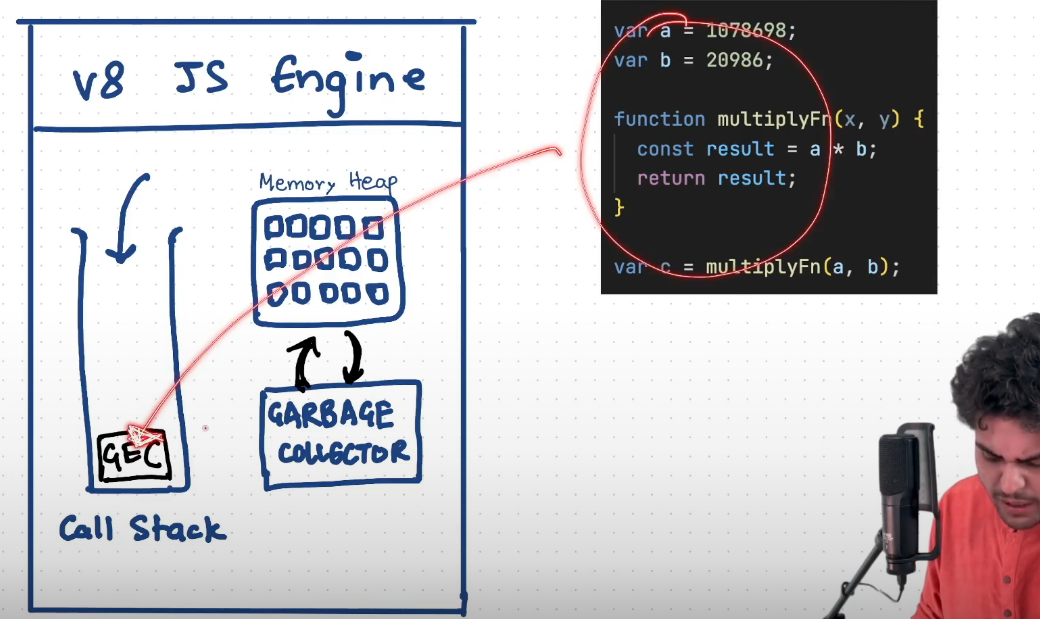 V8 JS Engine
Memory Heap
GARBAGE
COLLECTOR
GEC
Call Stack
var a = 1078698;
var b = 20986;
function multiplyFn(x, y) {
const result = a * b;
return result;
}
var c = multiplyFn(a, b);